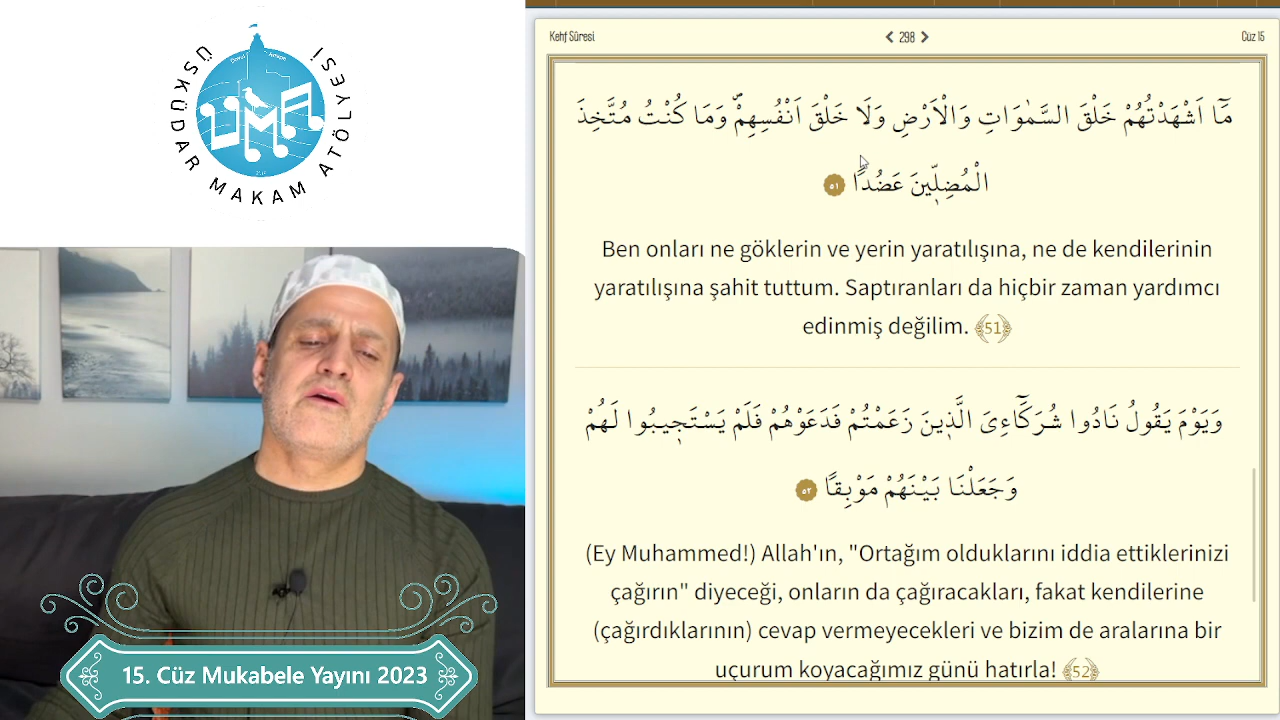 ÜSKÜDAR MAKAM ATÖLYESİ
15. Cüz Mukabele Yayını 2023
Kehf Sûresi
298
Cüz 15
مَٓا اَشْهَدْتُهُمْ خَلْقَ السَّمٰوَاتِ وَالْاَرْضِ وَلَا خَلْقَ اَنْفُسِهِمْۖ وَمَا كُنْتُ مُتَّخِذَ
الْمُضِلّ۪ينَ عَضُدًا ﴿٥١﴾
Ben onları ne göklerin ve yerin yaratılışına, ne de kendilerinin
yaratılışına şahit tuttum. Saptıranları da hiçbir zaman yardımcı
edinmiş değilim. ﴾51﴿
وَيَوْمَ يَقُولُ نَادُوا شُرَكَٓاءِيَ الَّذ۪ينَ زَعَمْتُمْ فَدَعَوْهُمْ فَلَمْ يَسْتَج۪يبُوا لَهُمْ
وَجَعَلْنَا بَيْنَهُمْ مَوْبِقًا ﴿٥٢﴾
(Ey Muhammed!) Allah'ın, "Ortağım olduklarını iddia ettiklerinizi
çağırın" diyeceği, onların da çağıracakları, fakat kendilerine
(çağırdıklarının) cevap vermeyecekleri ve bizim de aralarına bir
uçurum koyacağımız günü hatırla! ﴾52﴿